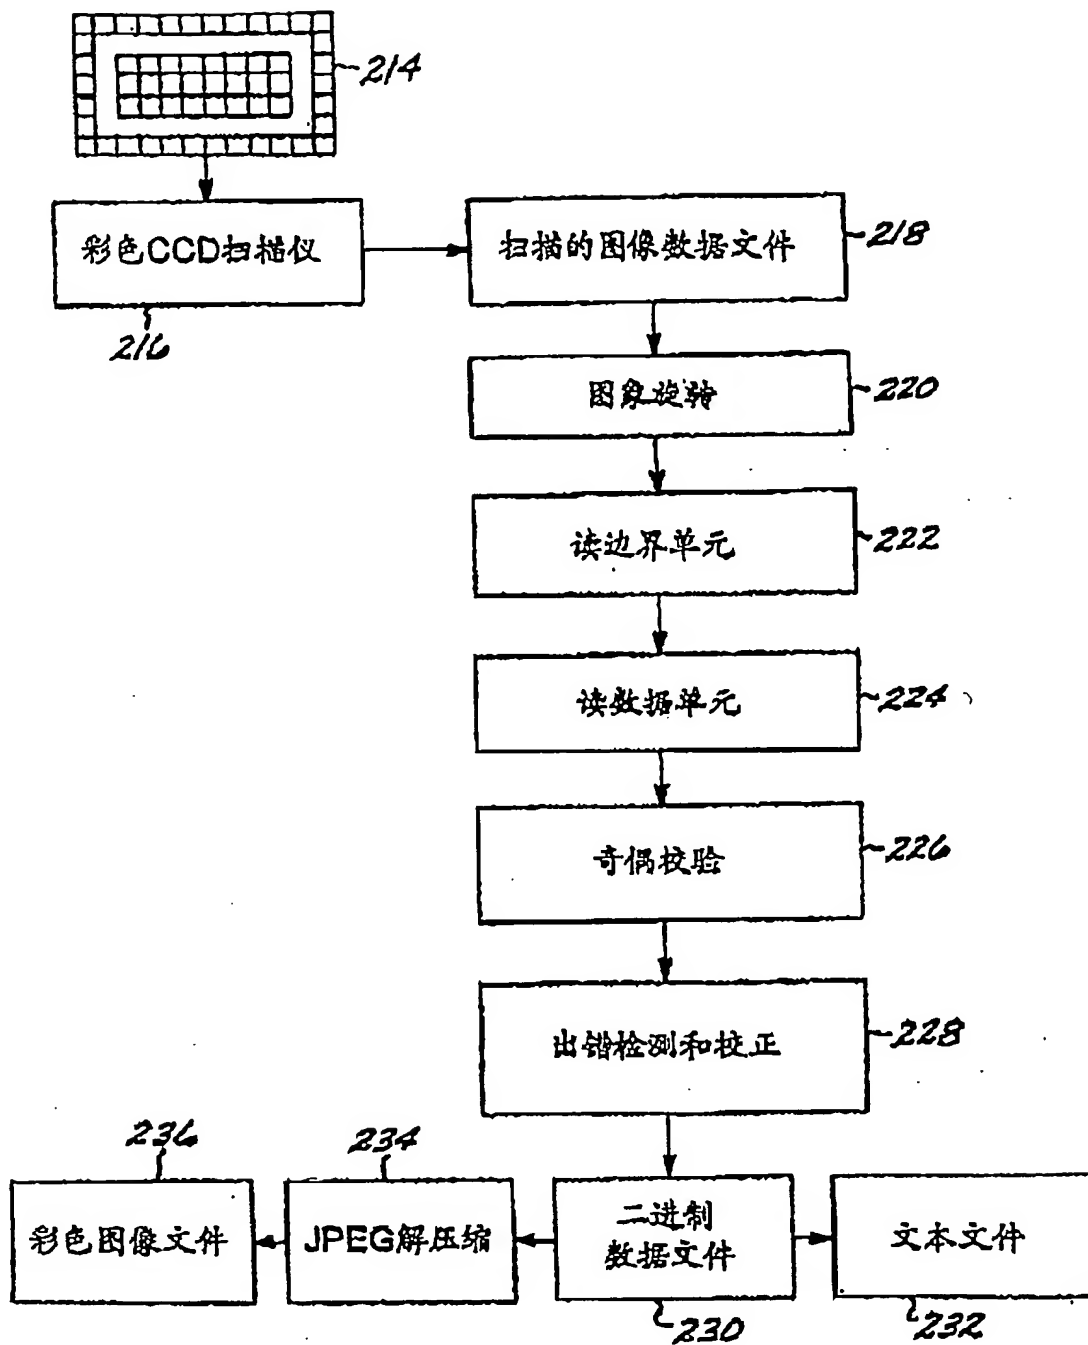 214
彩色CCD扫描仪
216
扫描的图像数据文件
218
图象旋转
220
读边界单元
222
读数据单元
224
奇偶校验
226
出错检测和校正
228
236
234
彩色图像文件
JPEG解压缩
二进制
数据文件
文本文件
230
232